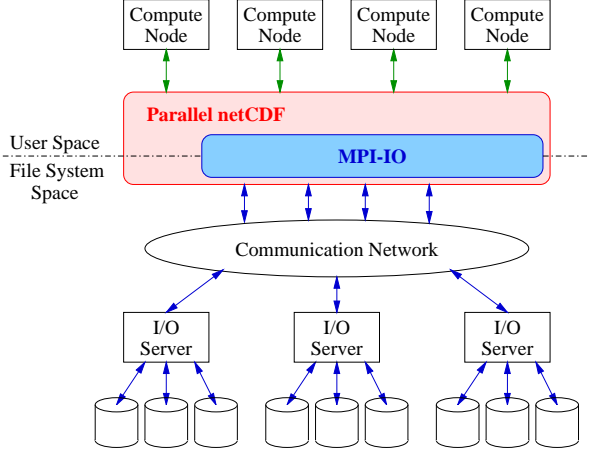 Compute
Node
Compute
Node
Compute
Node
Compute
Node
Parallel netCDF
User Space
MPI-IO
File System
Space
Communication Network
I/O
Server
I/O
Server
I/O
Server